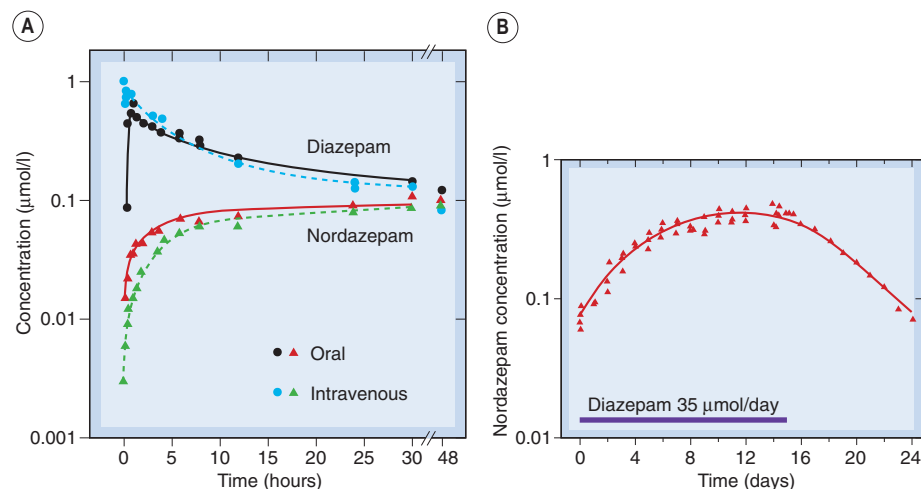 A
Concentration (μmol/l)
1
0.1
0.01
0.001
Diazepam
Nordazepam
Oral
Intravenous
0 5 10 15 20 25 30 48
Time (hours)
B
Nordazepam concentration (μmol/l)
1
0.1
0.01
Diazepam 35 μmol/day
0 4 8 12 16 20 24
Time (days)